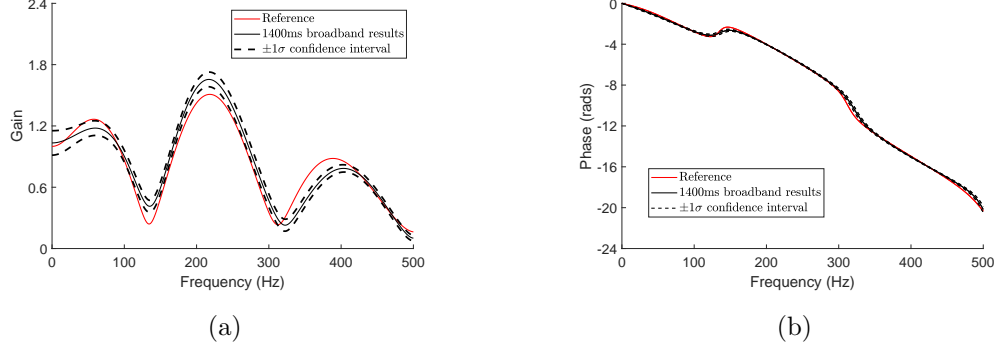 2.4
1.8
1.2
0.6
0
Gain
0 100 200 300 400 500
Frequency (Hz)
Reference
1400ms broadband results
±1σ confidence interval
(a)
0
-4
-8
-12
-16
-20
-24
Phase (rads)
0 100 200 300 400 500
Frequency (Hz)
Reference
1400ms broadband results
±1σ confidence interval
(b)